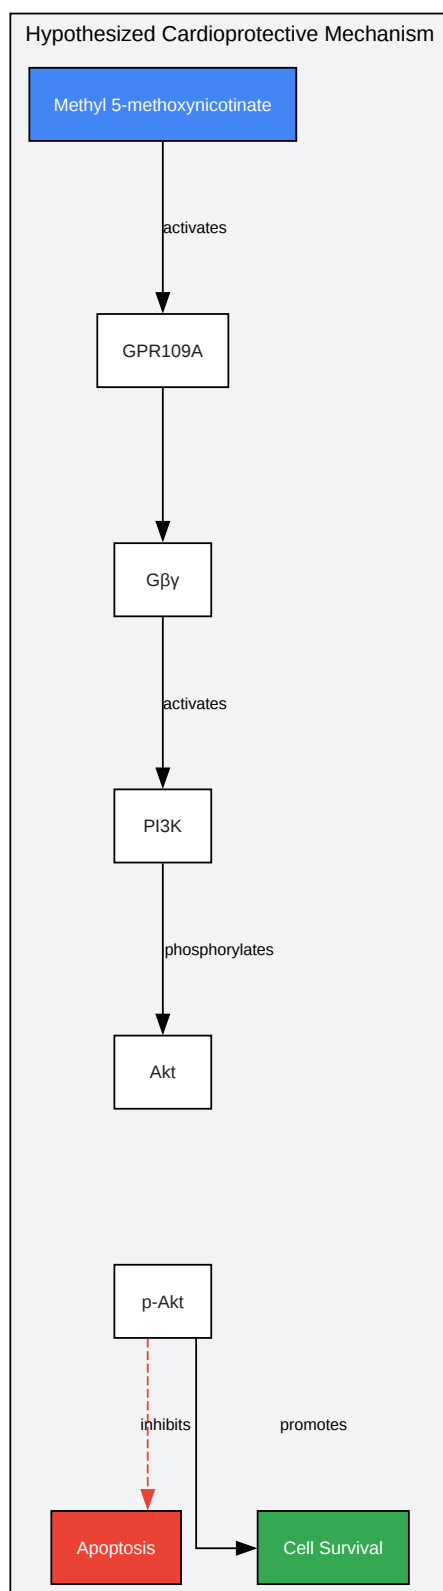 Hypothesized Cardioprotective Mechanism
Methyl 5-methoxynicotinate
activates
GPR109A
Gβγ
activates
PI3K
phosphorylates
Akt
p-Akt
inhibits
promotes
Apoptosis
Cell Survival